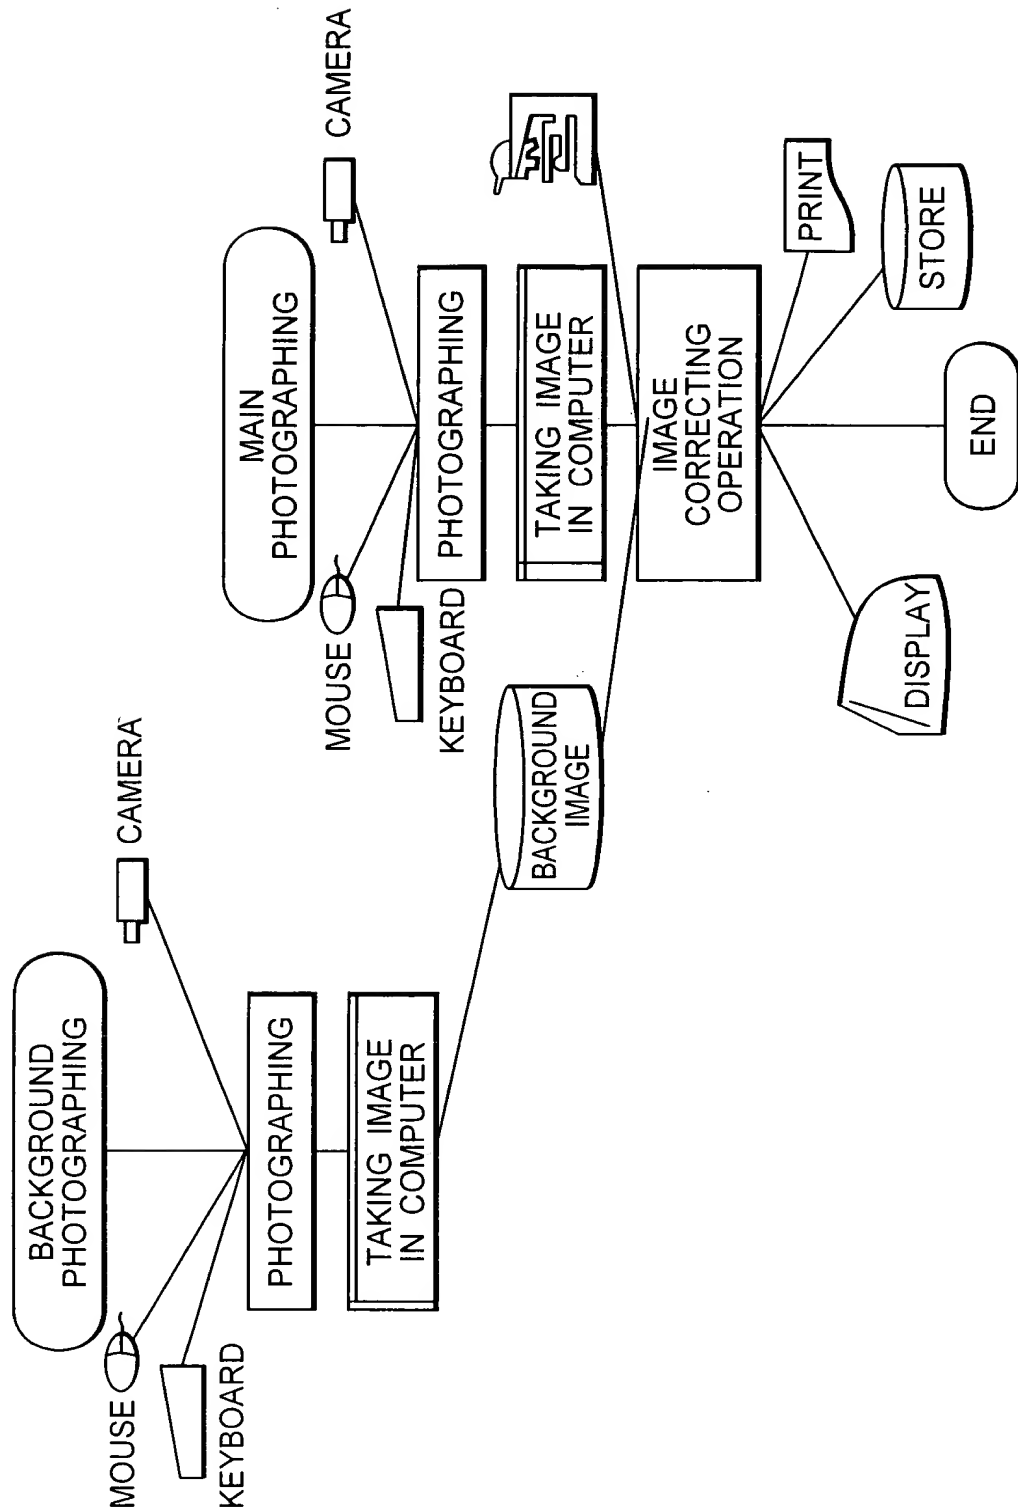 BACKGROUND
PHOTOGRAPHING
MOUSE
CAMERA
KEYBOARD
PHOTOGRAPHING
TAKING IMAGE
IN COMPUTER
BACKGROUND
IMAGE
MAIN
PHOTOGRAPHING
MOUSE
CAMERA
KEYBOARD
PHOTOGRAPHING
TAKING IMAGE
IN COMPUTER
IMAGE
CORRECTING
OPERATION
DISPLAY
END
STORE
PRINT